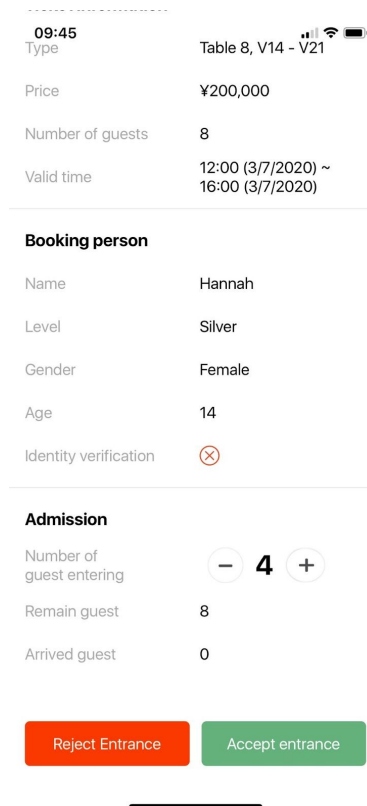 09:45
Type Table 8, V14 - V21
Price ¥200,000
Number of guests 8
Valid time 12:00 (3/7/2020) ~
16:00 (3/7/2020)
Booking person
Name Hannah
Level Silver
Gender Female
Age 14
Identity verification
Admission
Number of
guest entering − 4 +
Remain guest 8
Arrived guest 0
Reject Entrance Accept entrance